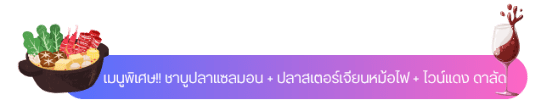 เมนูพิเศษ!! ชาบูปลาแซลมอน + ปลาสเตอร์เจียนหม้อไฟ + ไวน์แดง ดาลัด